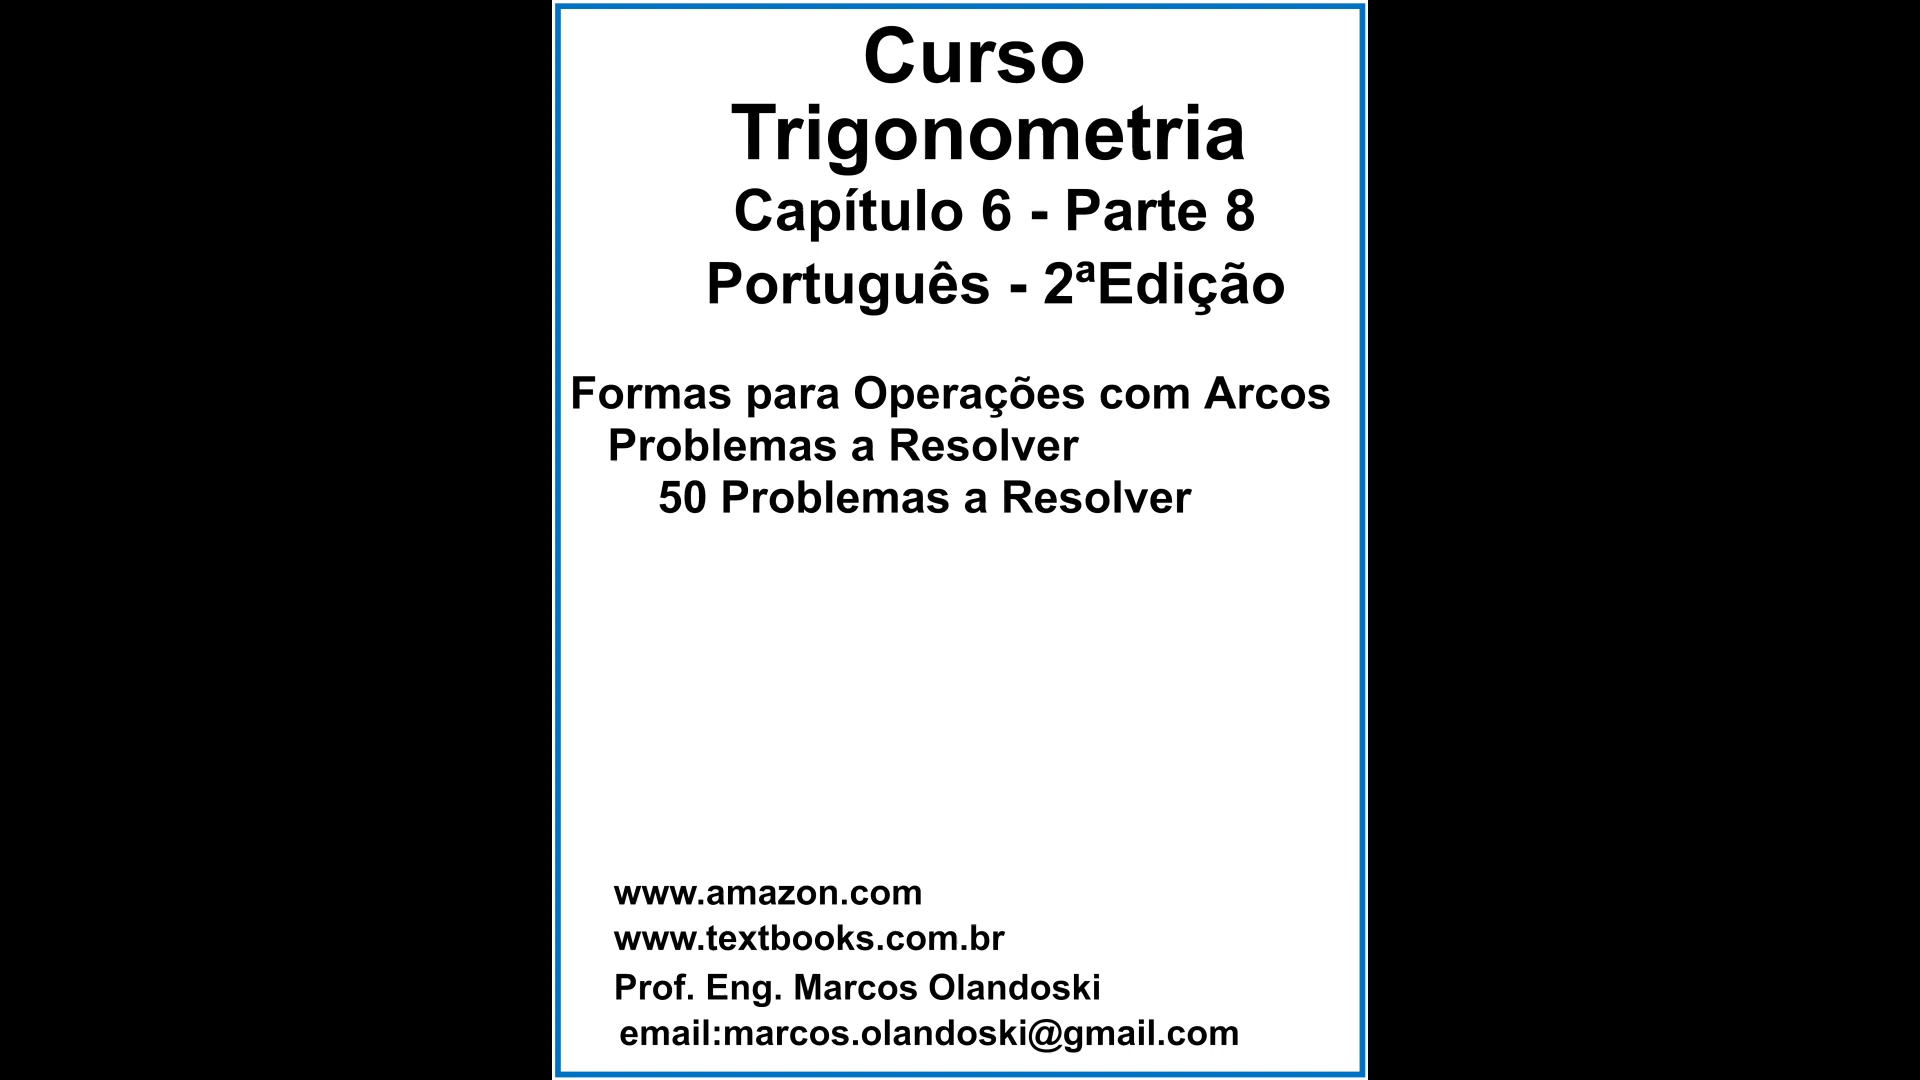 Curso
Trigonometria
Capítulo 6 - Parte 8
Português - 2ªEdição
Formas para Operações com Arcos
Problemas a Resolver
50 Problemas a Resolver
www.amazon.com
www.textbooks.com.br
Prof. Eng. Marcos Olandoski
email:marcos.olandoski@gmail.com